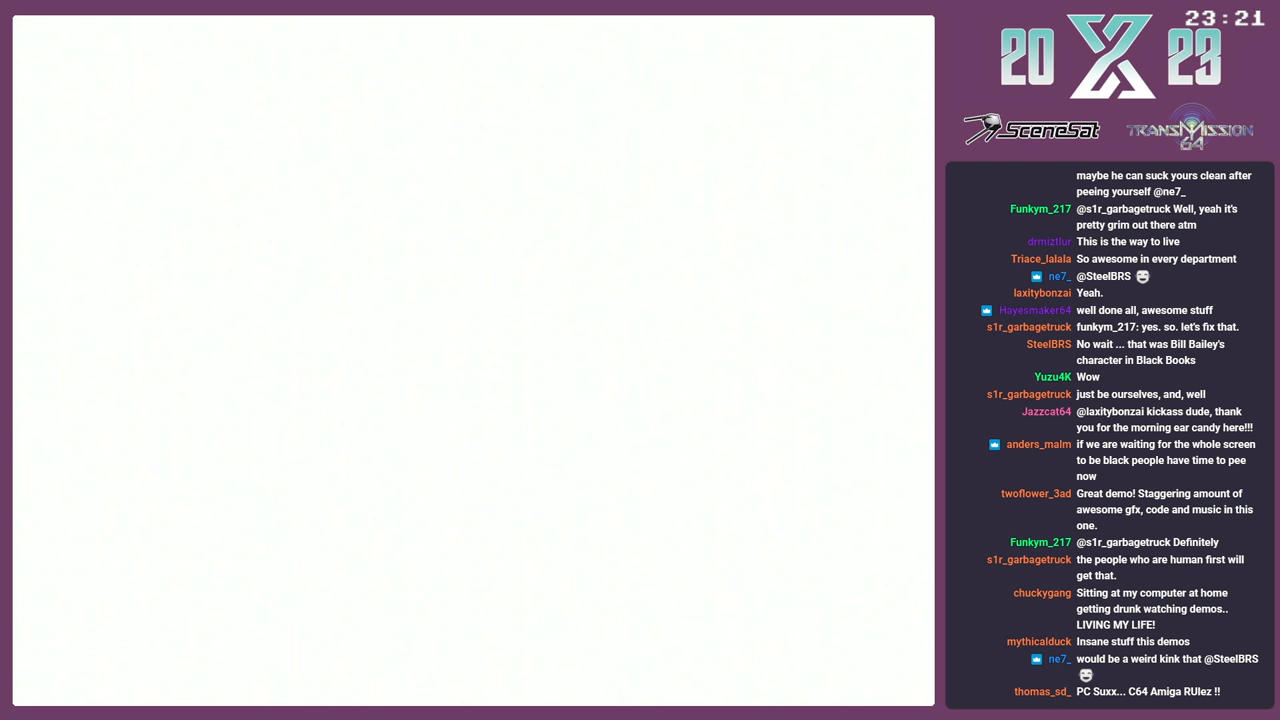 23:21
20 X 23
SCENESAT
TRANSMISSION
64
maybe he can suck yours clean after
peeing yourself @ne7_
Funkym_217 @s1r_garbagetruck Well, yeah it's
pretty grim out there atm
drmiztlur This is the way to live
Triace_lalala So awesome in every department
ne7_ @SteelBRS
laxitybonzai Yeah.
Hayesmaker64 well done all, awesome stuff
s1r_garbagetruck funkym_217: yes. so. let's fix that.
SteelBRS No wait ... that was Bill Bailey's
character in Black Books
Yuzu4K Wow
s1r_garbagetruck just be ourselves, and, well
Jazzcat64 @laxitybonzai kickass dude, thank
you for the morning ear candy here!!!
anders_malm if we are waiting for the whole screen
to be black people have time to pee
now
twoflower_3ad Great demo! Staggering amount of
awesome gfx, code and music in this
one.
Funkym_217 @s1r_garbagetruck Definitely
s1r_garbagetruck the people who are human first will
get that.
chuckygang Sitting at my computer at home
getting drunk watching demos..
LIVING MY LIFE!
mythicalduck Insane stuff this demos
ne7_ would be a weird kink that @SteelBRS
thomas_sd_ PC Suxx... C64 Amiga RUlez !!